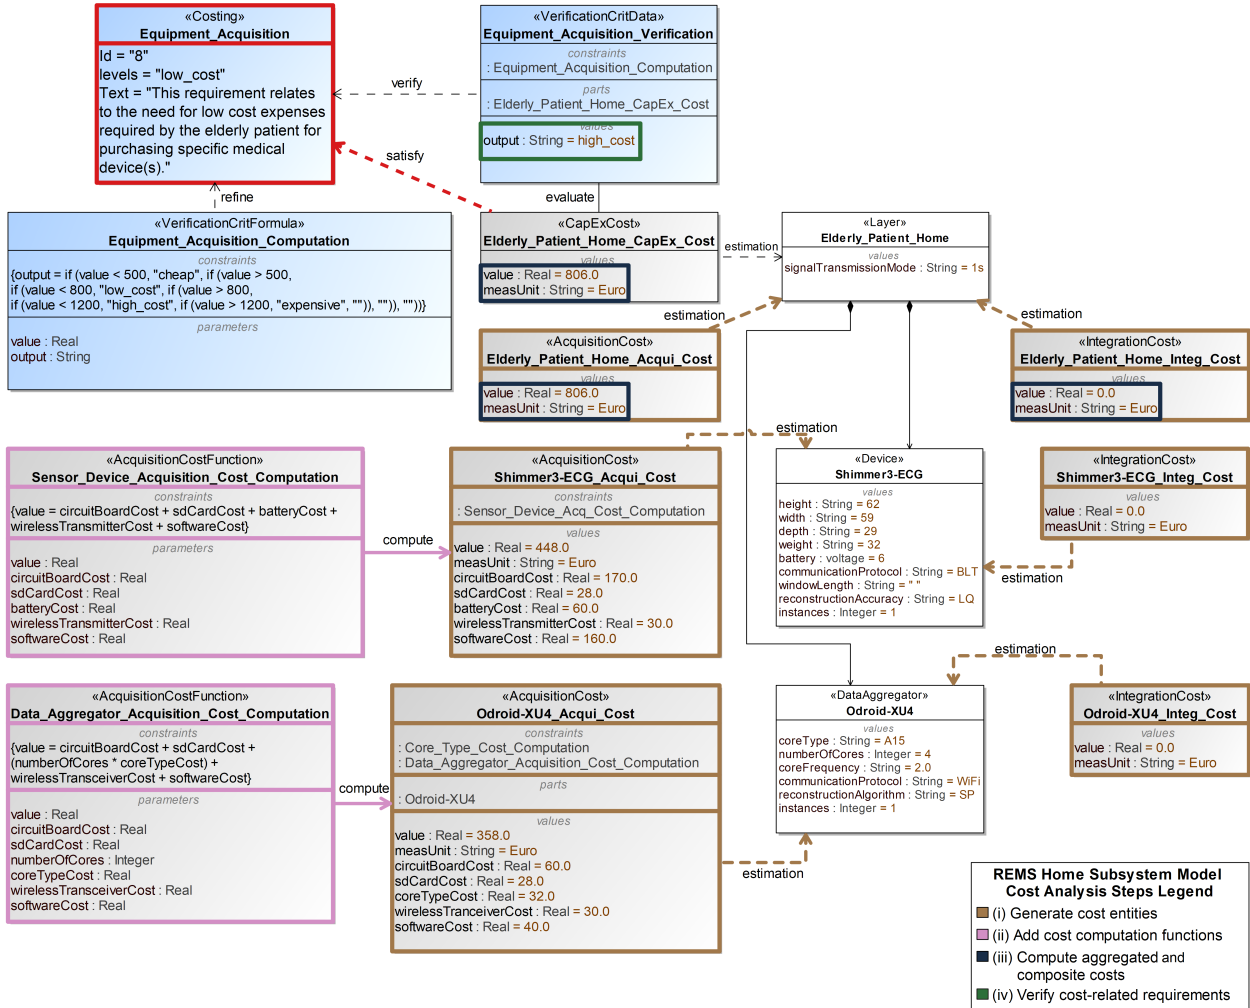 «Costing»
Equipment_Acquisition
Id = "8"
levels = "low_cost"
Text = "This requirement relates
to the need for low cost expenses
required by the elderly patient for
purchasing specific medical
device(s)."
verify
satisfy
refine
«VerificationCritData»
Equipment_Acquisition_Verification
constraints
: Equipment_Acquisition_Computation
parts
: Elderly_Patient_Home_CapEx_Cost
values
output : String = high_cost
evaluate
«VerificationCritFormula»
Equipment_Acquisition_Computation
constraints
{output = if (value < 500, "cheap", if (value > 500,
if (value < 800, "low_cost", if (value > 800,
if (value < 1200, "high_cost", if (value > 1200, "expensive", "")), "")), ""))}
parameters
value : Real
output : String
«CapExCost»
Elderly_Patient_Home_CapEx_Cost
values
value : Real = 806.0
measUnit : String = Euro
estimation
«Layer»
Elderly_Patient_Home
values
signalTransmissionMode : String = 1s
estimation
estimation
«AcquisitionCost»
Elderly_Patient_Home_Acqui_Cost
values
value : Real = 806.0
measUnit : String = Euro
«IntegrationCost»
Elderly_Patient_Home_Integ_Cost
values
value : Real = 0.0
measUnit : String = Euro
«AcquisitionCostFunction»
Sensor_Device_Acquisition_Cost_Computation
constraints
{value = circuitBoardCost + sdCardCost + batteryCost +
wirelessTransmitterCost + softwareCost}
parameters
value : Real
circuitBoardCost : Real
sdCardCost : Real
batteryCost : Real
wirelessTransmitterCost : Real
softwareCost : Real
compute
«AcquisitionCost»
Shimmer3-ECG_Acqui_Cost
constraints
: Sensor_Device_Acq_Cost_Computation
values
value : Real = 448.0
measUnit : String = Euro
circuitBoardCost : Real = 170.0
sdCardCost : Real = 28.0
batteryCost : Real = 60.0
wirelessTransmitterCost : Real = 30.0
softwareCost : Real = 160.0
estimation
«Device»
Shimmer3-ECG
values
height : String = 62
width : String = 59
depth : String = 29
weight : String = 32
battery : voltage = 6
communicationProtocol : String = BLT
windowLength : String = " "
reconstructionAccuracy : String = LQ
instances : Integer = 1
«IntegrationCost»
Shimmer3-ECG_Integ_Cost
values
value : Real = 0.0
measUnit : String = Euro
estimation
«AcquisitionCostFunction»
Data_Aggregator_Acquisition_Cost_Computation
constraints
{value = circuitBoardCost + sdCardCost +
(numberOfCores * coreTypeCost) +
wirelessTransceiverCost + softwareCost}
parameters
value : Real
circuitBoardCost : Real
sdCardCost : Real
numberOfCores : Integer
coreTypeCost : Real
wirelessTransceiverCost : Real
softwareCost : Real
compute
«AcquisitionCost»
Odroid-XU4_Acqui_Cost
constraints
: Core_Type_Cost_Computation
: Data_Aggregator_Acquisition_Cost_Computation
parts
: Odroid-XU4
values
value : Real = 358.0
measUnit : String = Euro
circuitBoardCost : Real = 60.0
sdCardCost : Real = 28.0
coreTypeCost : Real = 32.0
wirelessTranceiverCost : Real = 30.0
softwareCost : Real = 40.0
estimation
«DataAggregator»
Odroid-XU4
values
coreType : String = A15
numberOfCores : Integer = 4
coreFrequency : String = 2.0
communicationProtocol : String = WiFi
reconstructionAlgorithm : String = SP
instances : Integer = 1
estimation
«IntegrationCost»
Odroid-XU4_Integ_Cost
values
value : Real = 0.0
measUnit : String = Euro
REMS Home Subsystem Model
Cost Analysis Steps Legend
(i) Generate cost entities
(ii) Add cost computation functions
(iii) Compute aggregated and
composite costs
(iv) Verify cost-related requirements